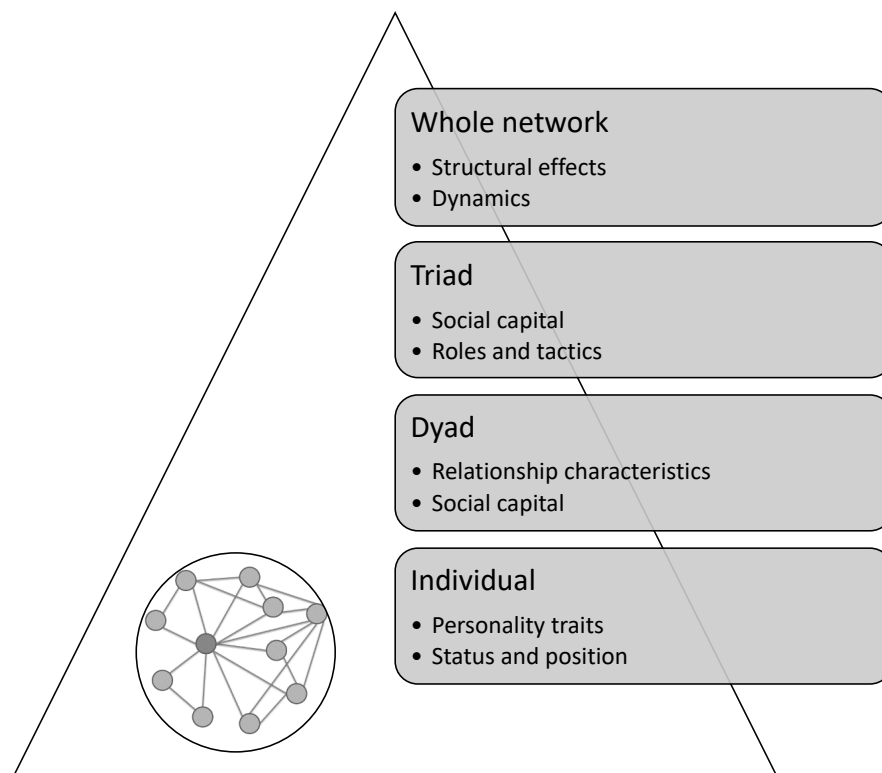 Whole network
• Structural effects
• Dynamics
Triad
• Social capital
• Roles and tactics
Dyad
• Relationship characteristics
• Social capital
Individual
• Personality traits
• Status and position